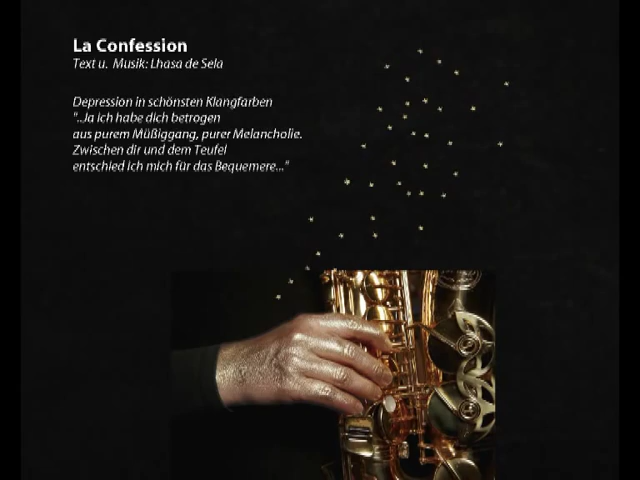 La Confession
Text u. Musik: Lhasa de Sela
Depression in schönsten Klangfarben
"..Ja ich habe dich betrogen
aus purem Müßiggang, purer Melancholie.
Zwischen dir und dem Teufel
entschied ich mich für das Bequemere..."